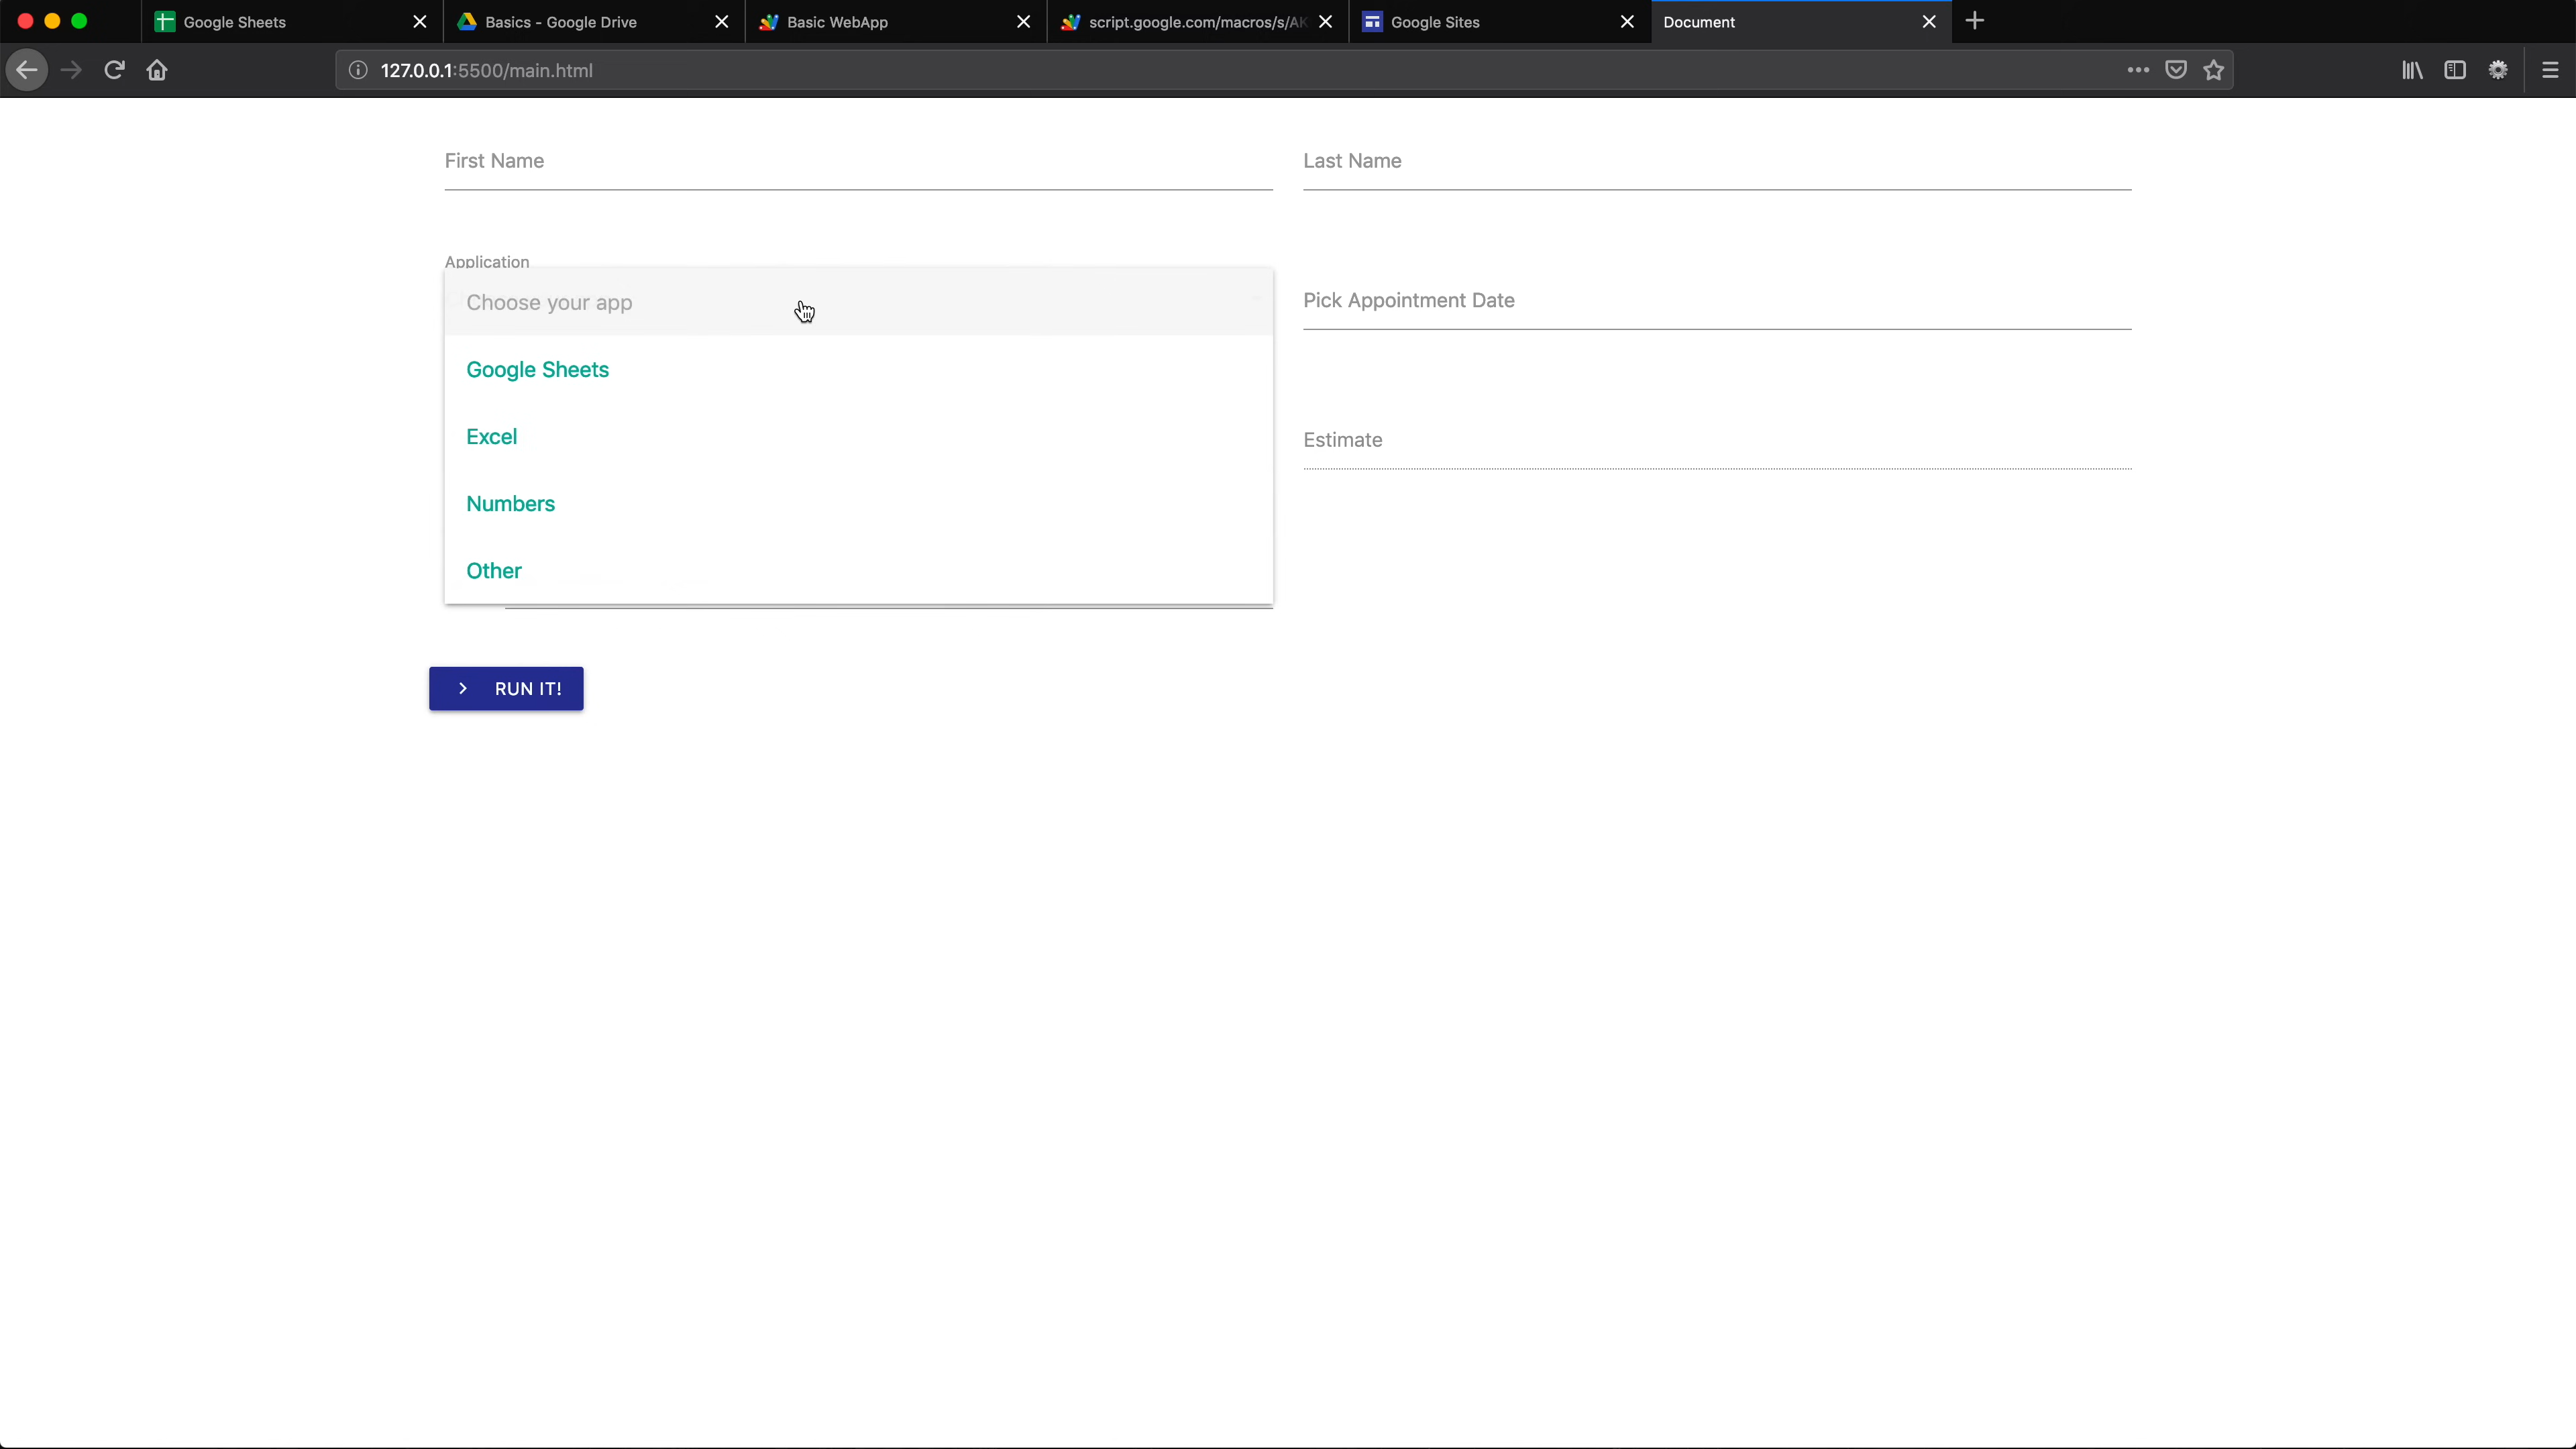 Google Sheets
Basics - Google Drive
Basic WebApp
script.google.com/macros/s/AK
Google Sites
Document
127.0.0.1:5500/main.html
First Name
Last Name
Application
Choose your app
Pick Appointment Date
Google Sheets
Excel
Estimate
Numbers
Other
RUN IT!